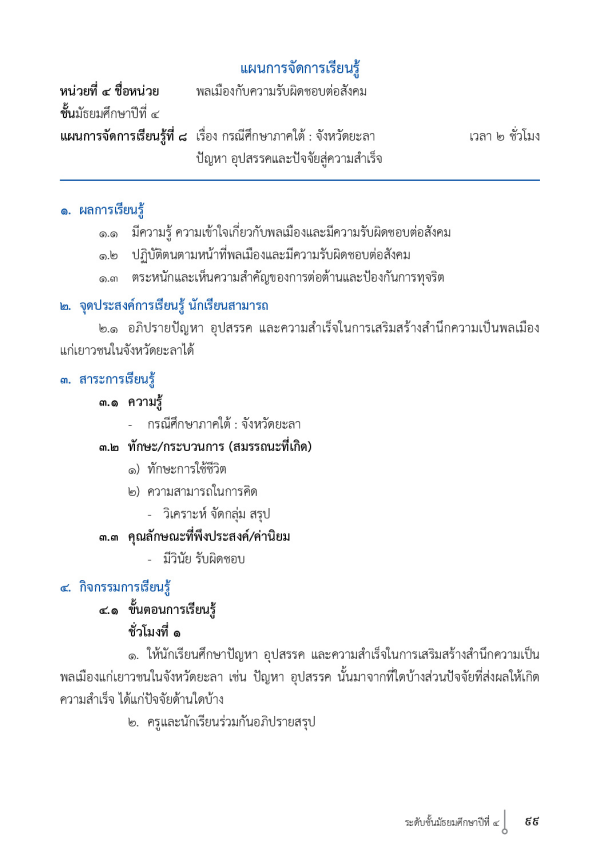 แผนการจัดการเรียนรู้
หน่วยที่ ๔ ชื่อหน่วย พลเมืองกับความรับผิดชอบต่อสังคม
ชั้นมัธยมศึกษาปีที่ ๔
แผนการจัดการเรียนรู้ที่ ๘ เรื่อง กรณีศึกษาภาคใต้ : จังหวัดยะลา เวลา ๒ ชั่วโมง
ปัญหา อุปสรรคและปัจจัยสู่ความสำเร็จ
๑. ผลการเรียนรู้
๑.๑ มีความรู้ ความเข้าใจเกี่ยวกับพลเมืองและมีความรับผิดชอบต่อสังคม
๑.๒ ปฏิบัติตนตามหน้าที่พลเมืองและมีความรับผิดชอบต่อสังคม
๑.๓ ตระหนักและเห็นความสำคัญของการต่อต้านและป้องกันการทุจริต
๒. จุดประสงค์การเรียนรู้ นักเรียนสามารถ
๒.๑ อภิปรายปัญหา อุปสรรค และความสำเร็จในการเสริมสร้างสำนึกความเป็นพลเมือง
แก่เยาวชนในจังหวัดยะลาได้
๓. สาระการเรียนรู้
๓.๑ ความรู้
- กรณีศึกษาภาคใต้ : จังหวัดยะลา
๓.๒ ทักษะ/กระบวนการ (สมรรถนะที่เกิด)
๑) ทักษะการใช้ชีวิต
๒) ความสามารถในการคิด
- วิเคราะห์ จัดกลุ่ม สรุป
๓.๓ คุณลักษณะที่พึงประสงค์/ค่านิยม
- มีวินัย รับผิดชอบ
๔. กิจกรรมการเรียนรู้
๔.๑ ขั้นตอนการเรียนรู้
ชั่วโมงที่ ๑
๑. ให้นักเรียนศึกษาปัญหา อุปสรรค และความสำเร็จในการเสริมสร้างสำนึกความเป็น
พลเมืองแก่เยาวชนในจังหวัดยะลา เช่น ปัญหา อุปสรรค นั้นมาจากที่ใดบ้างส่วนปัจจัยที่ส่งผลให้เกิด
ความสำเร็จ ได้แก่ปัจจัยด้านใดบ้าง
๒. ครูและนักเรียนร่วมกันอภิปรายสรุป
ระดับชั้นมัธยมศึกษาปีที่ ๔ ๙๙